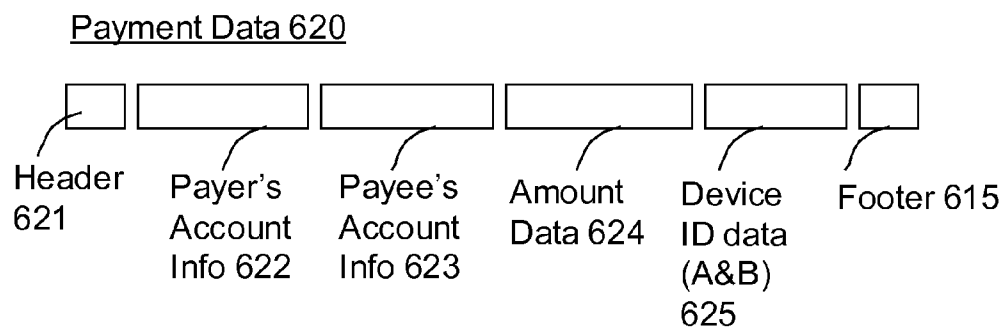 Payment Data 620
Header
621
Payer's
Account
Info 622
Payee's
Account
Info 623
Amount
Data 624
Device
ID data
(A&B)
625
Footer 615